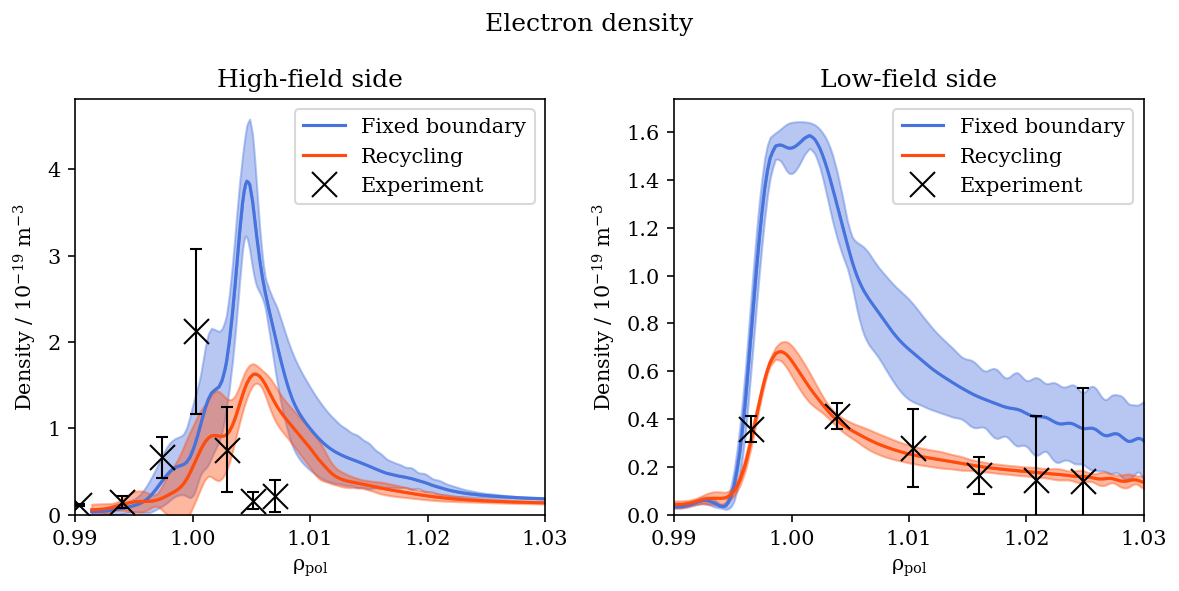 Electron density
High-field side
Fixed boundary
Recycling
Experiment
Density / 10⁻¹⁹ m⁻³
4
3
2
1
0
0.99
1.00
1.01
1.02
1.03
ρpol
Low-field side
Fixed boundary
Recycling
Experiment
Density / 10⁻¹⁹ m⁻³
1.6
1.4
1.2
1.0
0.8
0.6
0.4
0.2
0.0
0.99
1.00
1.01
1.02
1.03
ρpol